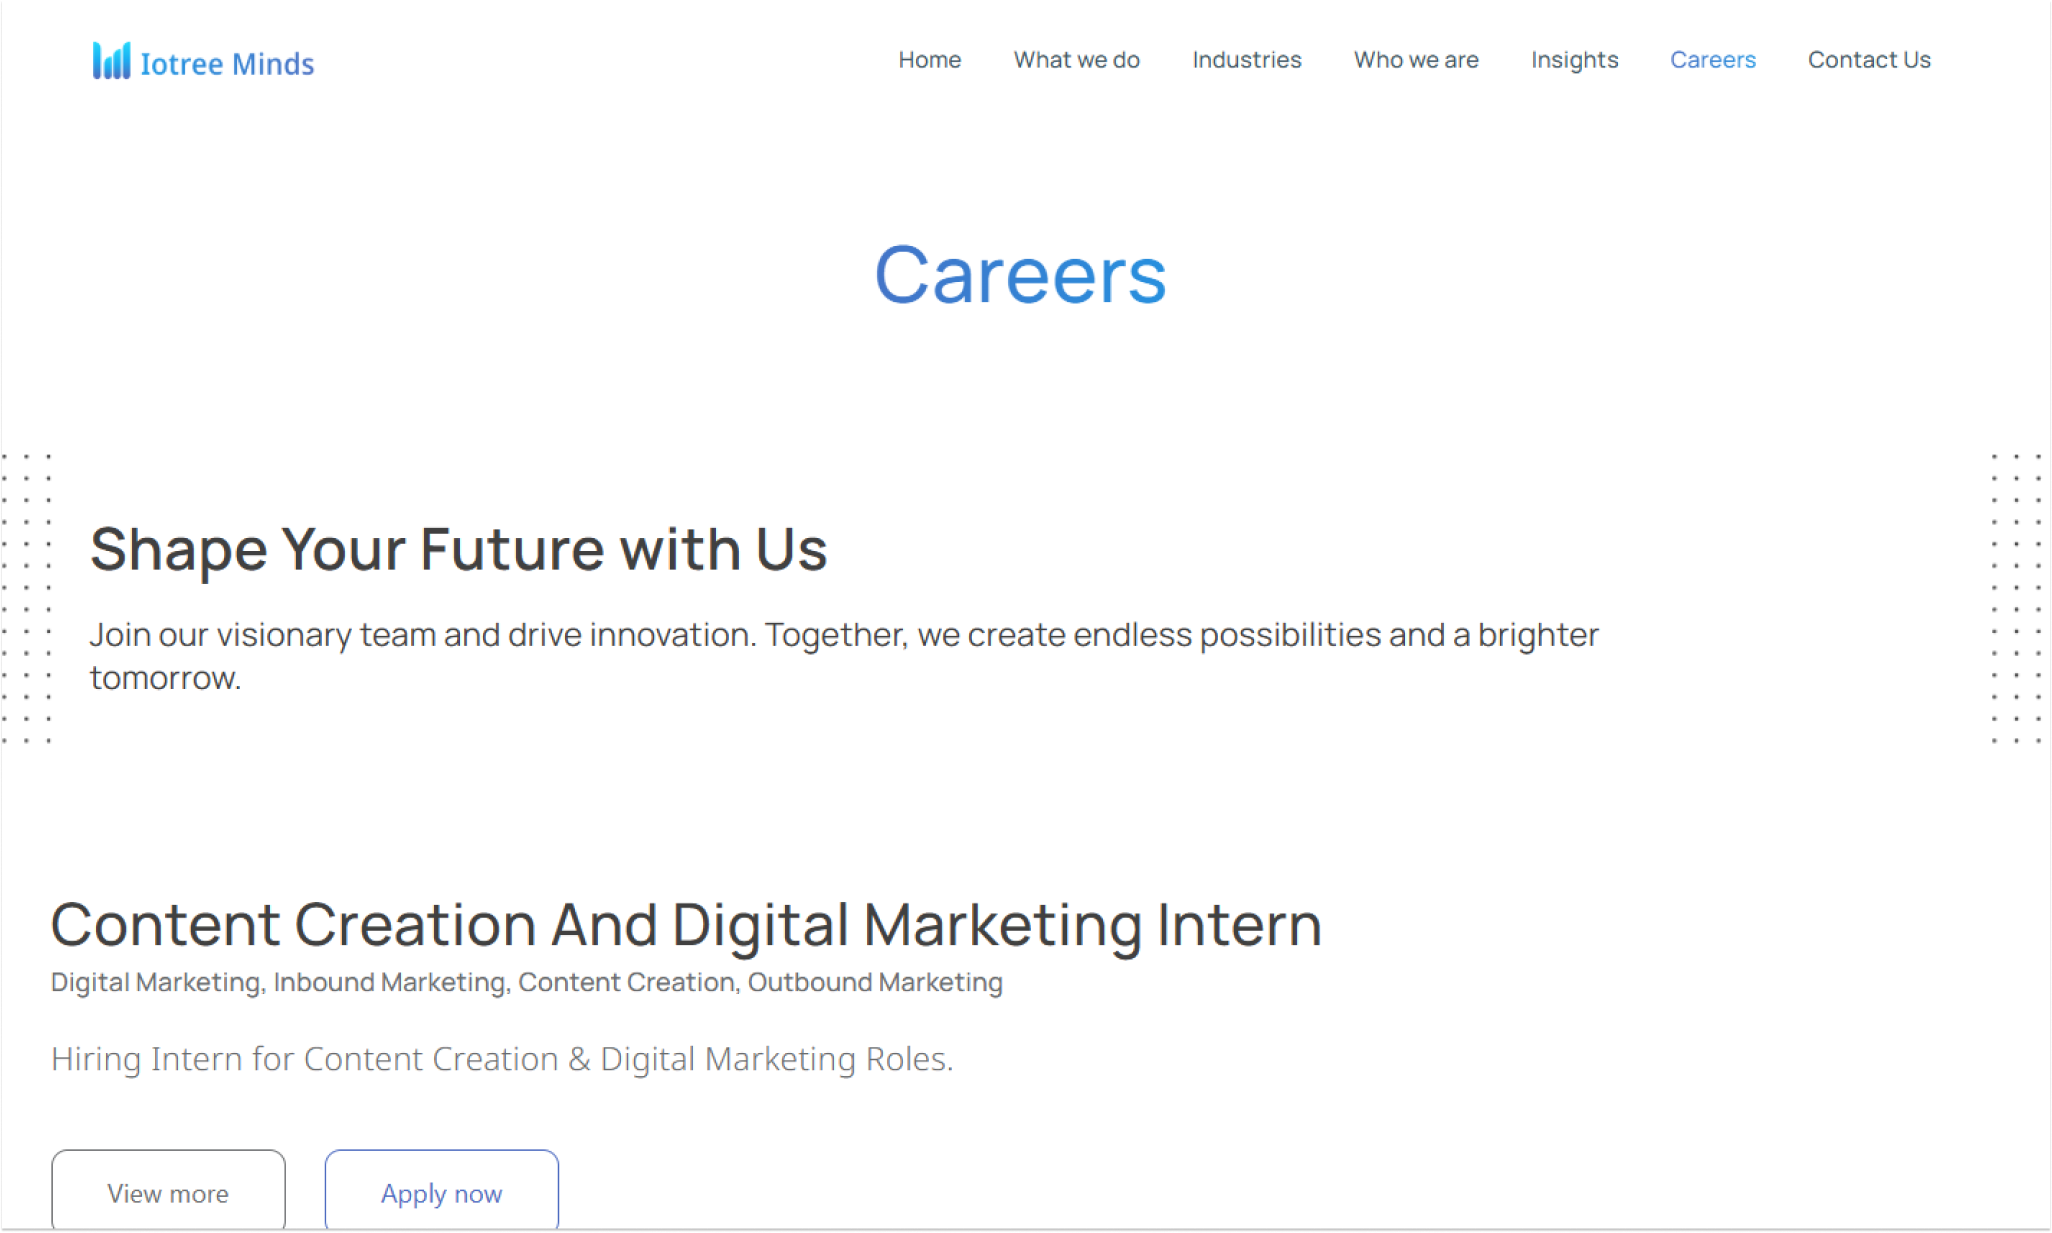 Iotree Minds
Home What we do Industries Who we are Insights Careers Contact Us
Careers
Shape Your Future with Us
Join our visionary team and drive innovation. Together, we create endless possibilities and a brighter
tomorrow.
Content Creation And Digital Marketing Intern
Digital Marketing, Inbound Marketing, Content Creation, Outbound Marketing
Hiring Intern for Content Creation & Digital Marketing Roles.
View more Apply now